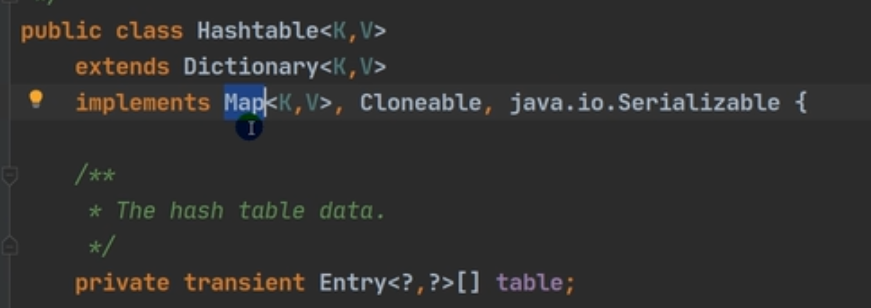 */
public class Hashtable<K,V>
extends Dictionary<K,V>
implements Map<K,V>, Cloneable, java.io.Serializable {
/**
* The hash table data.
*/
private transient Entry<?,?>[] table;